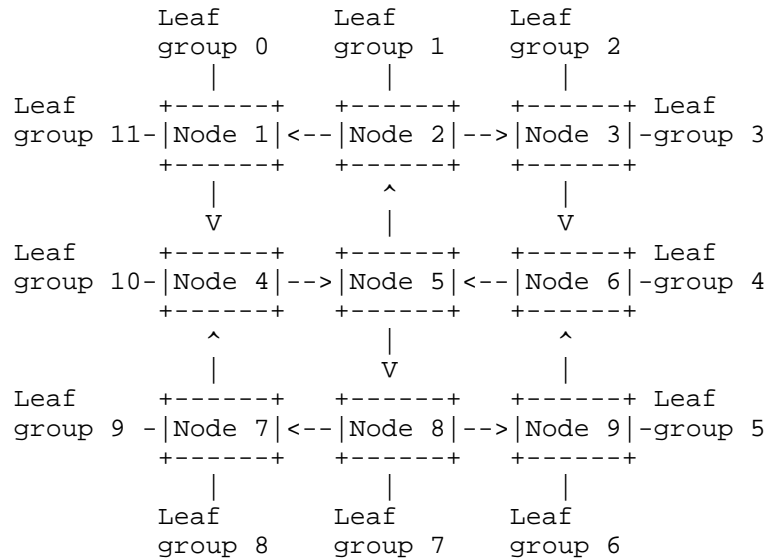 Leaf       Leaf       Leaf
            group 0    group 1    group 2
              |          |          |
Leaf       +------+   +------+   +------+ Leaf
group 11-|Node 1|<--|Node 2|-->|Node 3|-group 3
           +------+   +------+   +------+
              |          ^          |
              V          |          V
Leaf       +------+   +------+   +------+ Leaf
group 10-|Node 4|-->|Node 5|<--|Node 6|-group 4
           +------+   +------+   +------+
              ^          |          ^
              |          V          |
Leaf       +------+   +------+   +------+ Leaf
group 9 -|Node 7|<--|Node 8|-->|Node 9|-group 5
           +------+   +------+   +------+
              |          |          |
            Leaf       Leaf       Leaf
            group 8    group 7    group 6